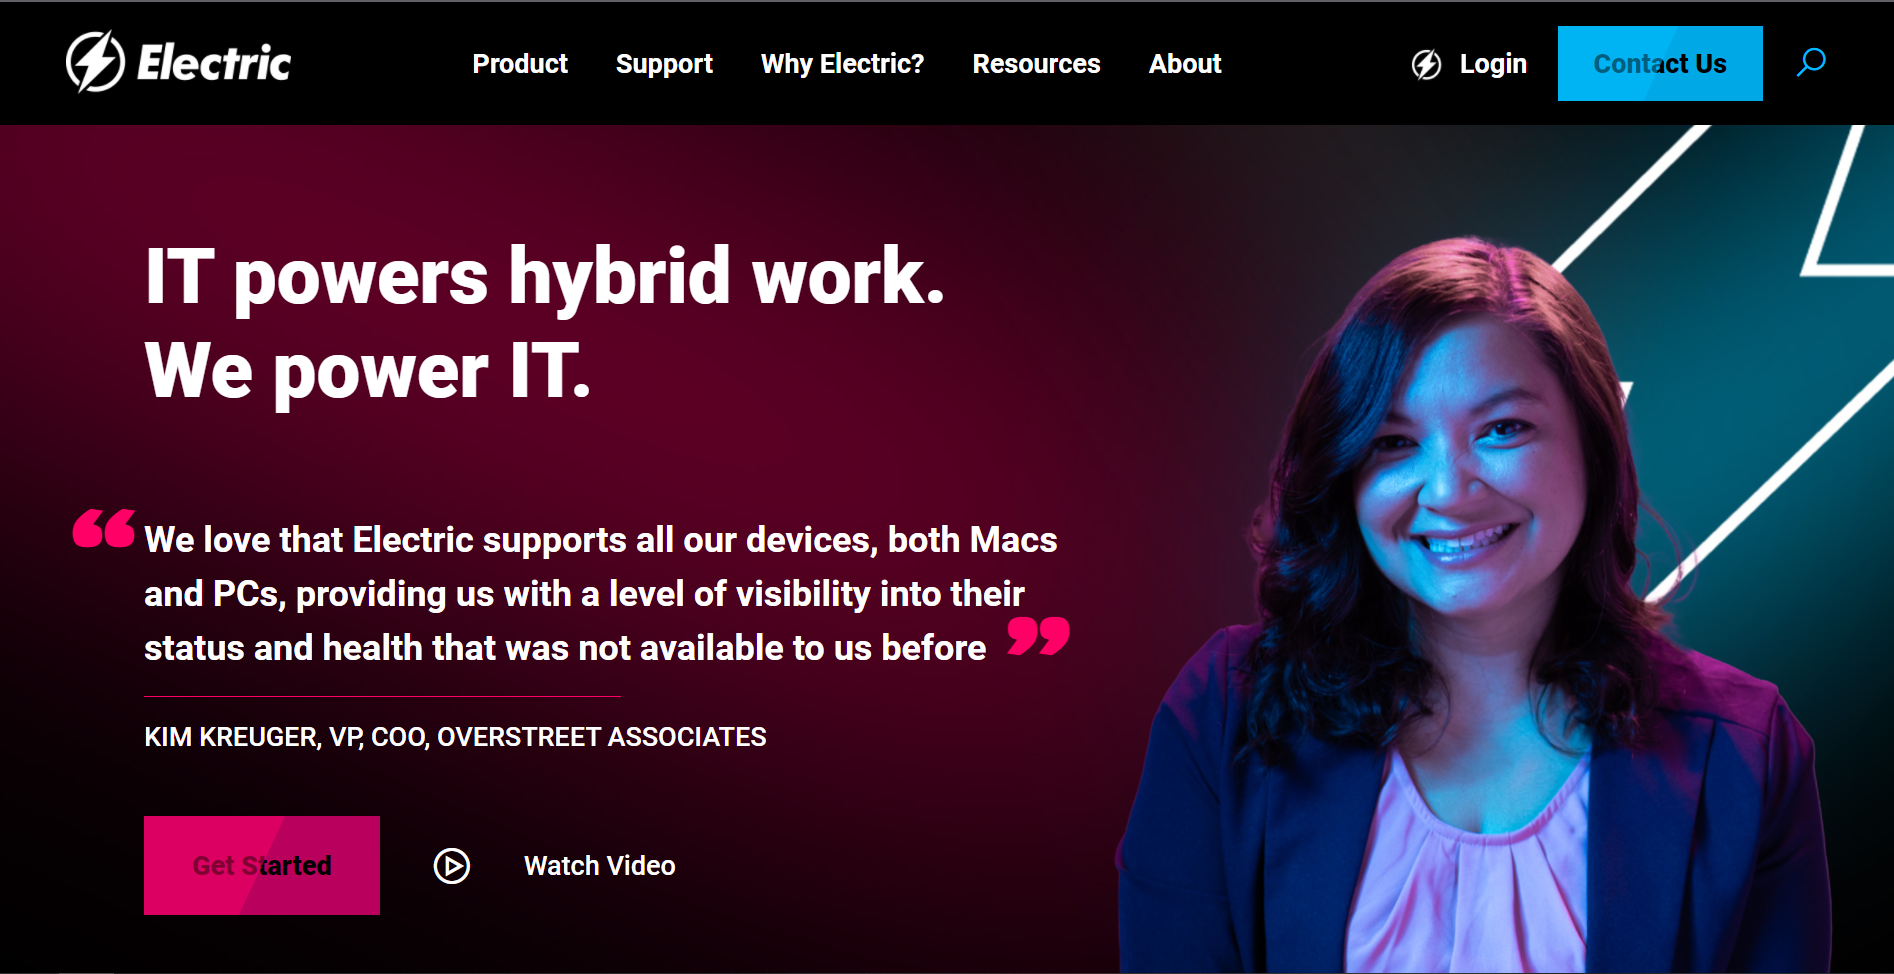 Electric
Product
Support
Why Electric?
Resources
About
Login
Contact Us
IT powers hybrid work.
We power IT.
“ We love that Electric supports all our devices, both Macs
and PCs, providing us with a level of visibility into their
status and health that was not available to us before ”
KIM KREUGER, VP, COO, OVERSTREET ASSOCIATES
Get Started
Watch Video